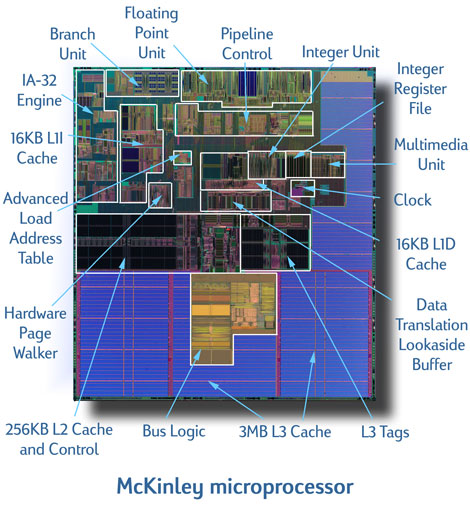 Floating
Point
Unit
Branch
Unit
Pipeline
Control
Integer Unit
Integer
Register
File
IA-32
Engine
16KB L1I
Cache
Multimedia
Unit
Advanced
Load
Address
Table
Clock
16KB L1D
Cache
Hardware
Page
Walker
Data
Translation
Lookaside
Buffer
256KB L2 Cache
and Control
Bus Logic
3MB L3 Cache
L3 Tags
McKinley microprocessor